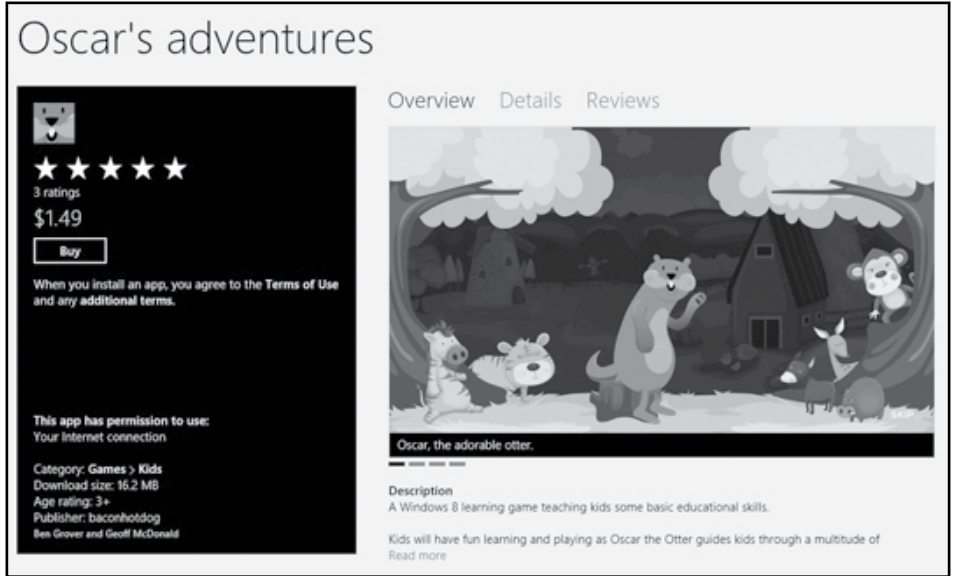 Oscar's adventures
3 ratings
$1.49
Buy
When you install an app, you agree to the Terms of Use
and any additional terms.
This app has permission to use:
Your Internet connection
Category: Games > Kids
Download size: 16.2 MB
Age rating: 3+
Publisher: baconhotdog
Ben Grover and Geoff McDonald
Overview Details Reviews
SKIP
Oscar, the adorable otter.
Description
A Windows 8 learning game teaching kids some basic educational skills.
Kids will have fun learning and playing as Oscar the Otter guides kids through a multitude of
Read more